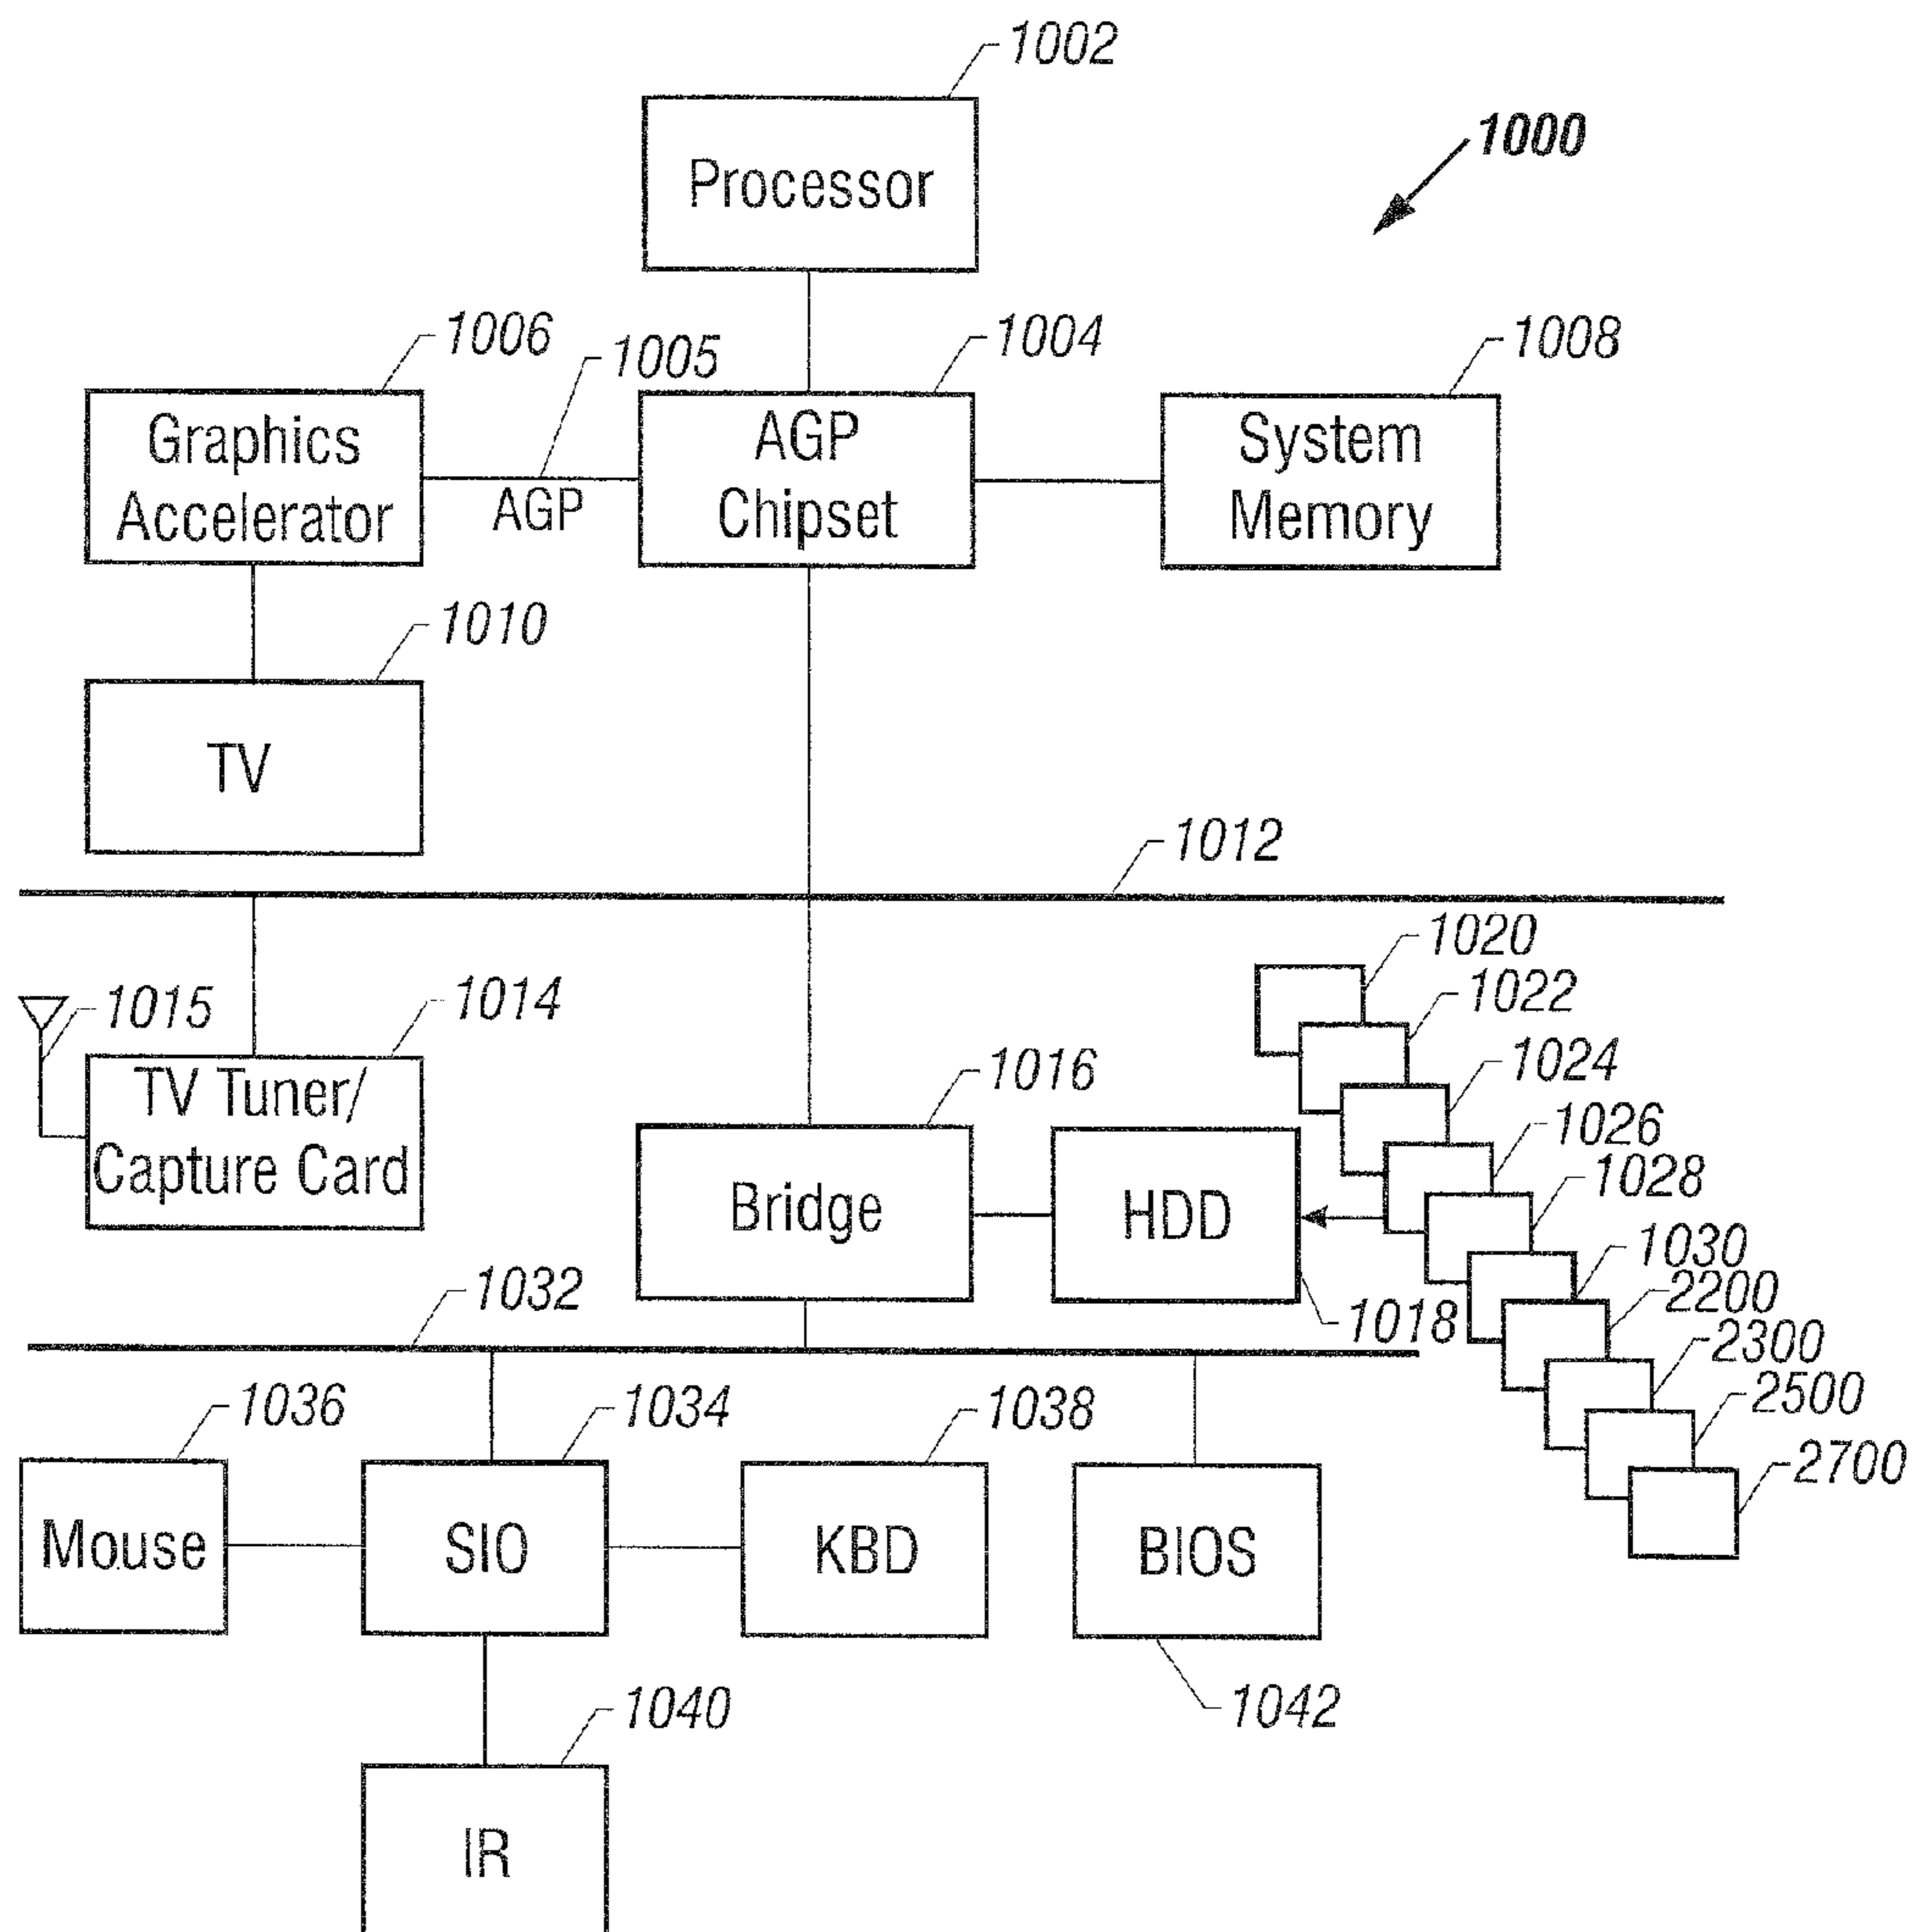 1002
1000
Processor
1006
1005
1004
1008
Graphics
Accelerator
AGP
AGP
Chipset
System
Memory
1010
TV
1012
1020
1022
1015
1014
1024
TV Tuner/
Capture Card
1016
1026
Bridge
HDD
1028
1030
1032
1018
2200
2300
1036
1034
1038
2500
2700
Mouse
SIO
KBD
BIOS
1040
1042
IR